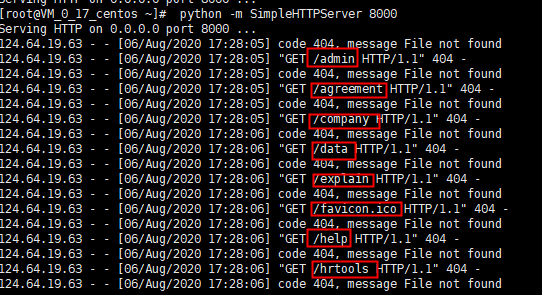 Serving HTTP on 0.0.0.0 port 8000 ...
[root@VM_0_17_centos ~]#  python -m SimpleHTTPServer 8000
Serving HTTP on 0.0.0.0 port 8000 ...
124.64.19.63 - - [06/Aug/2020 17:28:05] code 404, message File not found
124.64.19.63 - - [06/Aug/2020 17:28:05] "GET /admin HTTP/1.1" 404 -
124.64.19.63 - - [06/Aug/2020 17:28:05] code 404, message File not found
124.64.19.63 - - [06/Aug/2020 17:28:05] "GET /agreement HTTP/1.1" 404 -
124.64.19.63 - - [06/Aug/2020 17:28:05] code 404, message File not found
124.64.19.63 - - [06/Aug/2020 17:28:05] "GET /company HTTP/1.1" 404 -
124.64.19.63 - - [06/Aug/2020 17:28:06] code 404, message File not found
124.64.19.63 - - [06/Aug/2020 17:28:06] "GET /data HTTP/1.1" 404 -
124.64.19.63 - - [06/Aug/2020 17:28:06] code 404, message File not found
124.64.19.63 - - [06/Aug/2020 17:28:06] "GET /explain HTTP/1.1" 404 -
124.64.19.63 - - [06/Aug/2020 17:28:06] code 404, message File not found
124.64.19.63 - - [06/Aug/2020 17:28:06] "GET /favicon.ico HTTP/1.1" 404 -
124.64.19.63 - - [06/Aug/2020 17:28:06] code 404, message File not found
124.64.19.63 - - [06/Aug/2020 17:28:06] "GET /help HTTP/1.1" 404 -
124.64.19.63 - - [06/Aug/2020 17:28:06] code 404, message File not found
124.64.19.63 - - [06/Aug/2020 17:28:06] "GET /hrtools HTTP/1.1" 404 -
124.64.19.63 - - [06/Aug/2020 17:28:06] code 404, message File not found